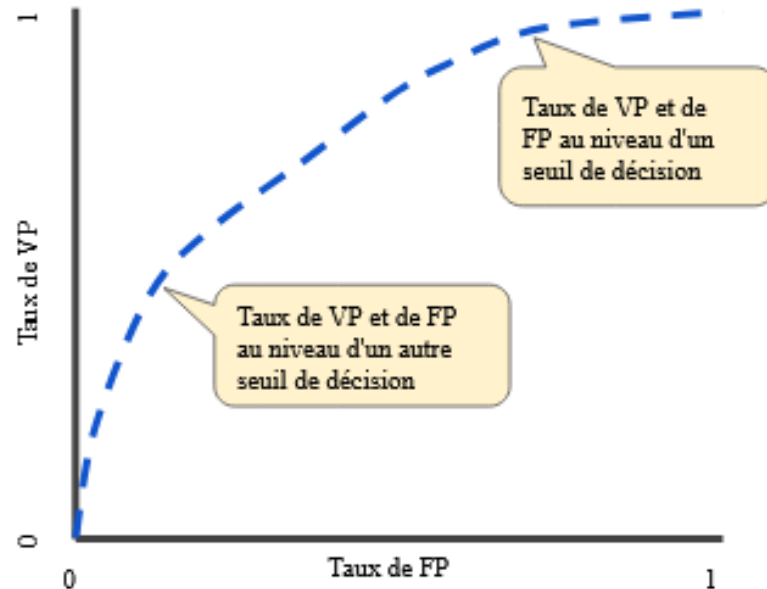 1
Taux de VP et de
FP au niveau d'un
seuil de décision
Taux de VP
Taux de VP et de FP
au niveau d'un autre
seuil de décision
0
0
Taux de FP
1